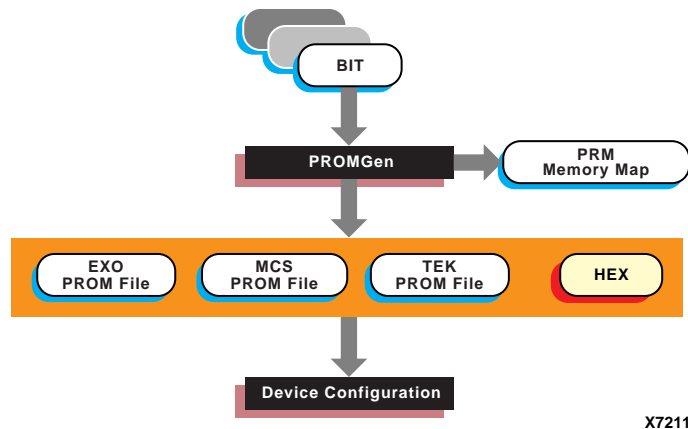 BIT
PROMGen
PRM
Memory Map
EXO
PROM File
MCS
PROM File
TEK
PROM File
HEX
Device Configuration
X7211